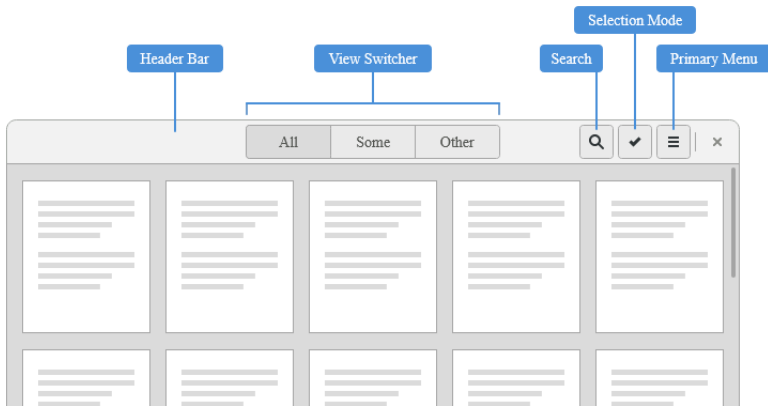 Selection Mode
Header Bar
View Switcher
Search
Primary Menu
All
Some
Other